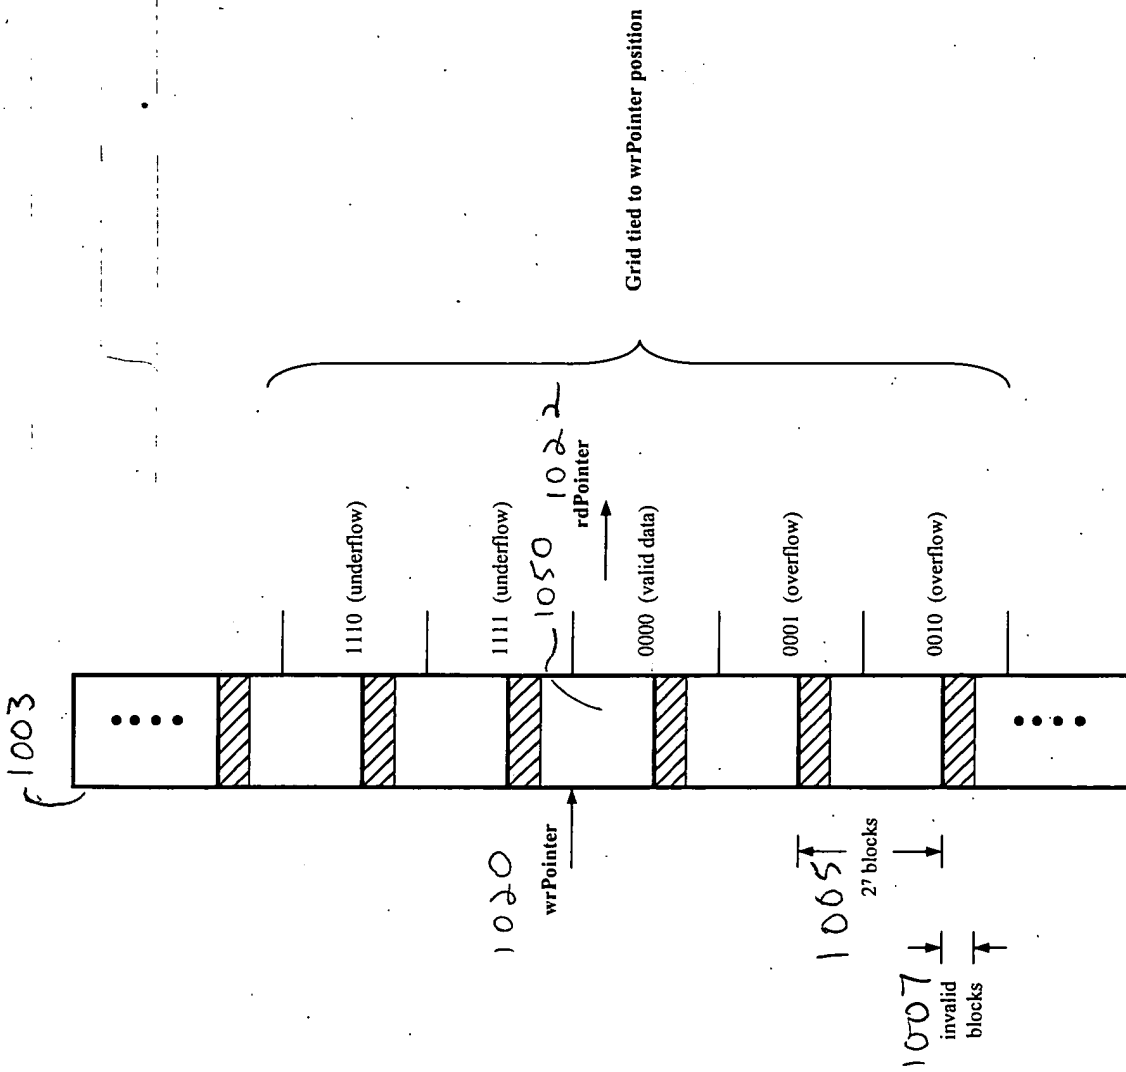 1003
Grid tied to wrPointer position
1110 (underflow)
1111 (underflow)
1050
1022
rdPointer
0000 (valid data)
0001 (overflow)
0010 (overflow)
1020
wrPointer
1005
2⁷ blocks
1007
invalid
blocks